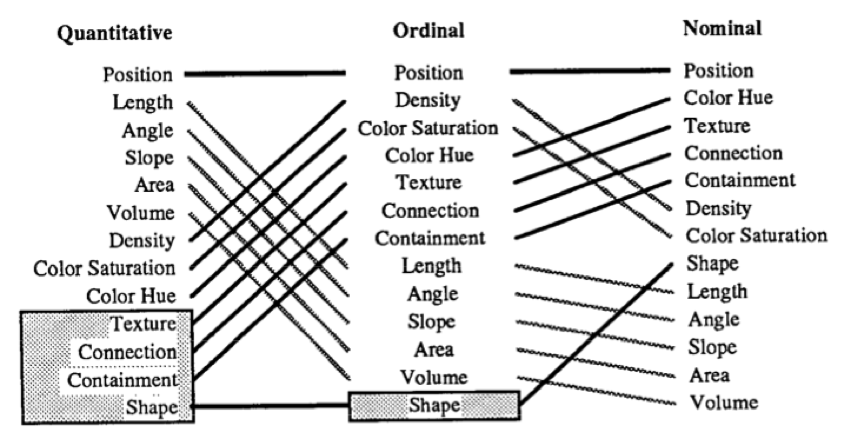 Quantitative
Position
Length
Angle
Slope
Area
Volume
Density
Color Saturation
Color Hue
Texture
Connection
Containment
Shape
Ordinal
Position
Density
Color Saturation
Color Hue
Texture
Connection
Containment
Length
Angle
Slope
Area
Volume
Shape
Nominal
Position
Color Hue
Texture
Connection
Containment
Density
Color Saturation
Shape
Length
Angle
Slope
Area
Volume